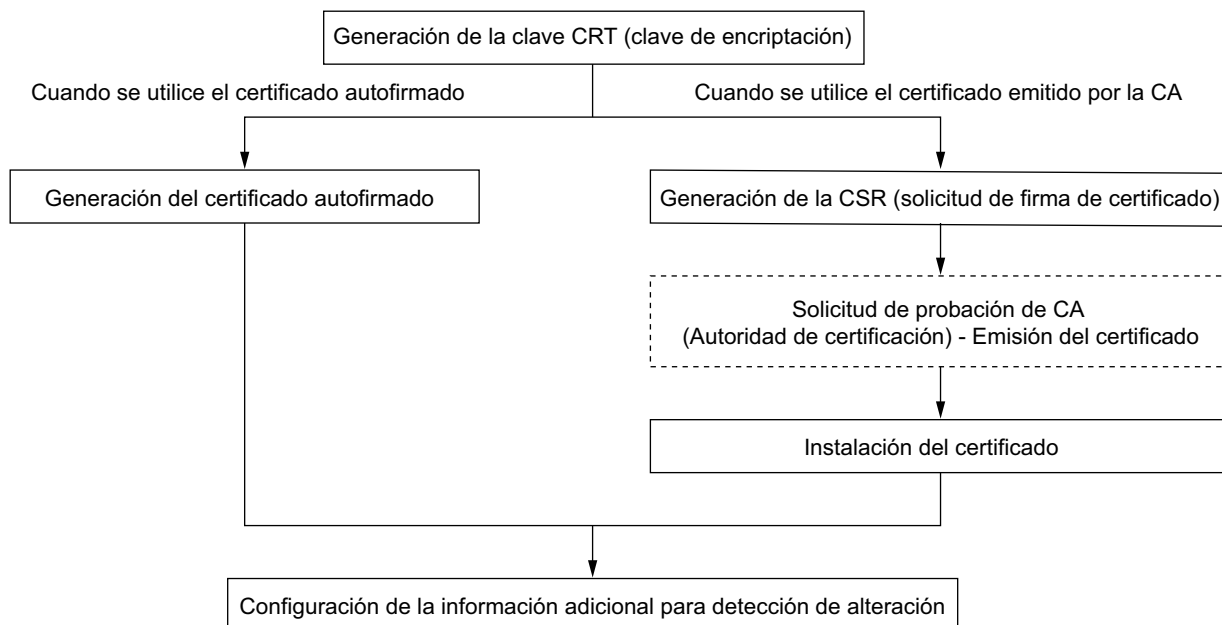 Generación de la clave CRT (clave de encriptación)
Cuando se utilice el certificado autofirmado
Cuando se utilice el certificado emitido por la CA
Generación del certificado autofirmado
Generación de la CSR (solicitud de firma de certificado)
Solicitud de probación de CA
(Autoridad de certificación) - Emisión del certificado
Instalación del certificado
Configuración de la información adicional para detección de alteración